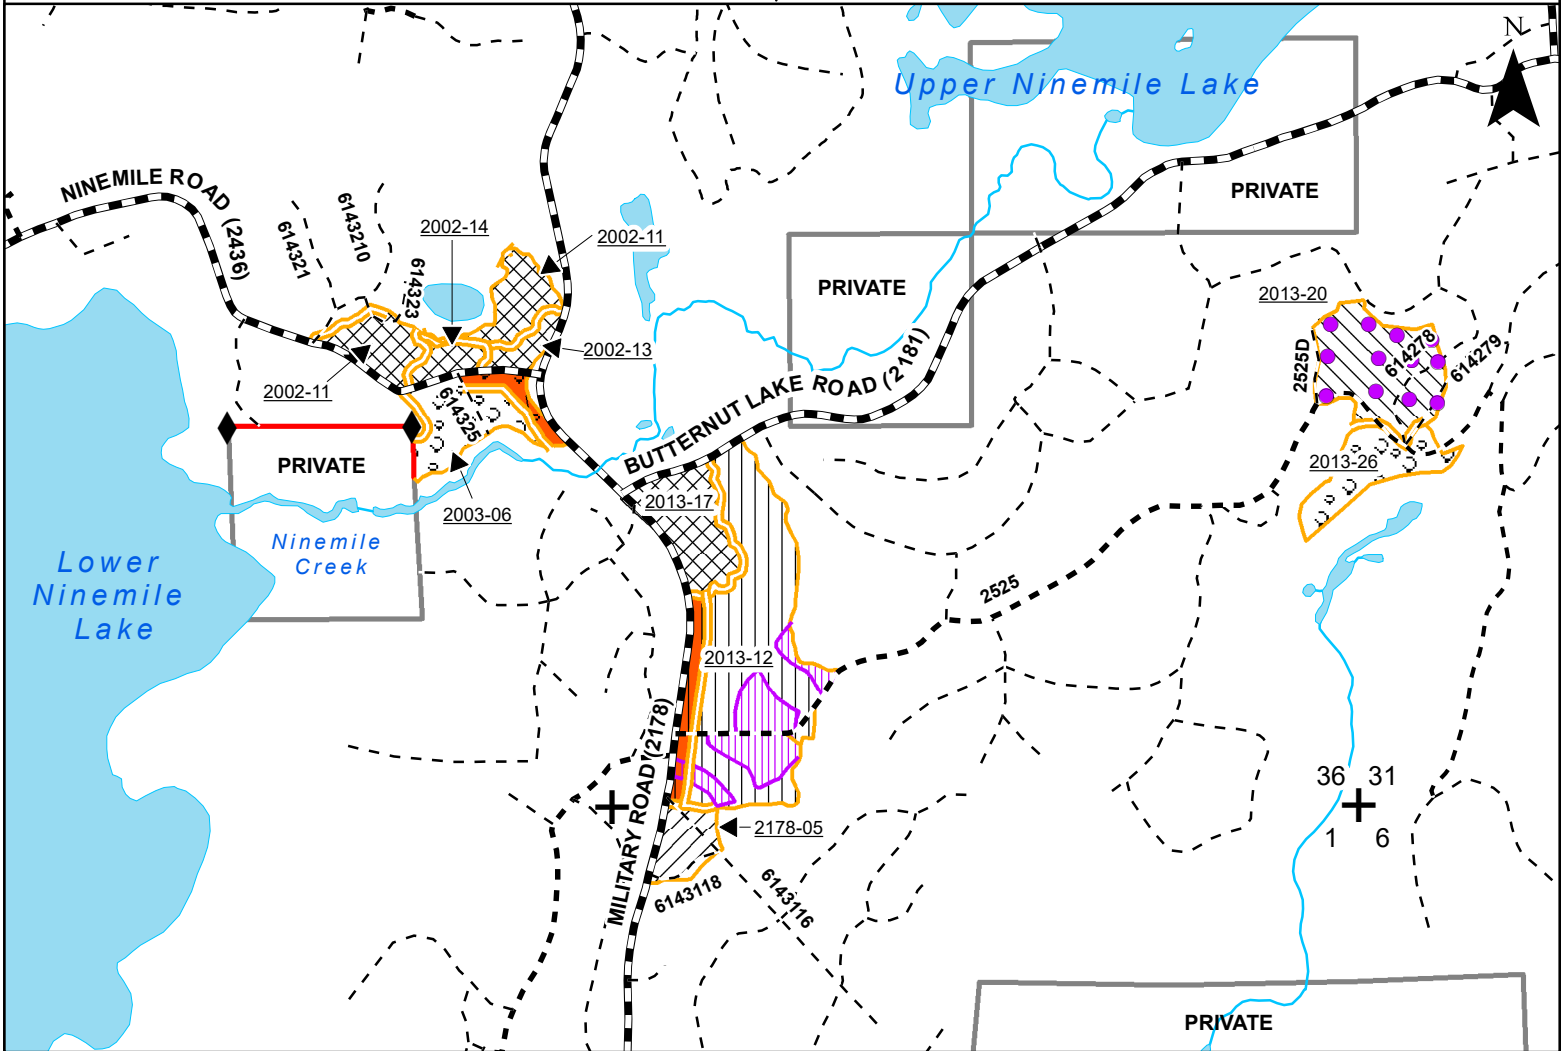 N
Upper Ninemile Lake
PRIVATE
NINEMILE ROAD (2436)
6143210
614321
614323
2002-14
2002-11
PRIVATE
2013-20
2002-13
BUTTERNUT LAKE ROAD (2181)
2525D
614278
614279
2002-11
614325
PRIVATE
2013-26
2013-17
2003-06
Ninemile
Creek
Lower
Ninemile
Lake
2525
2013-12
MILITARY ROAD (2178)
36 31
1 6
2178-05
6143118
6143116
PRIVATE